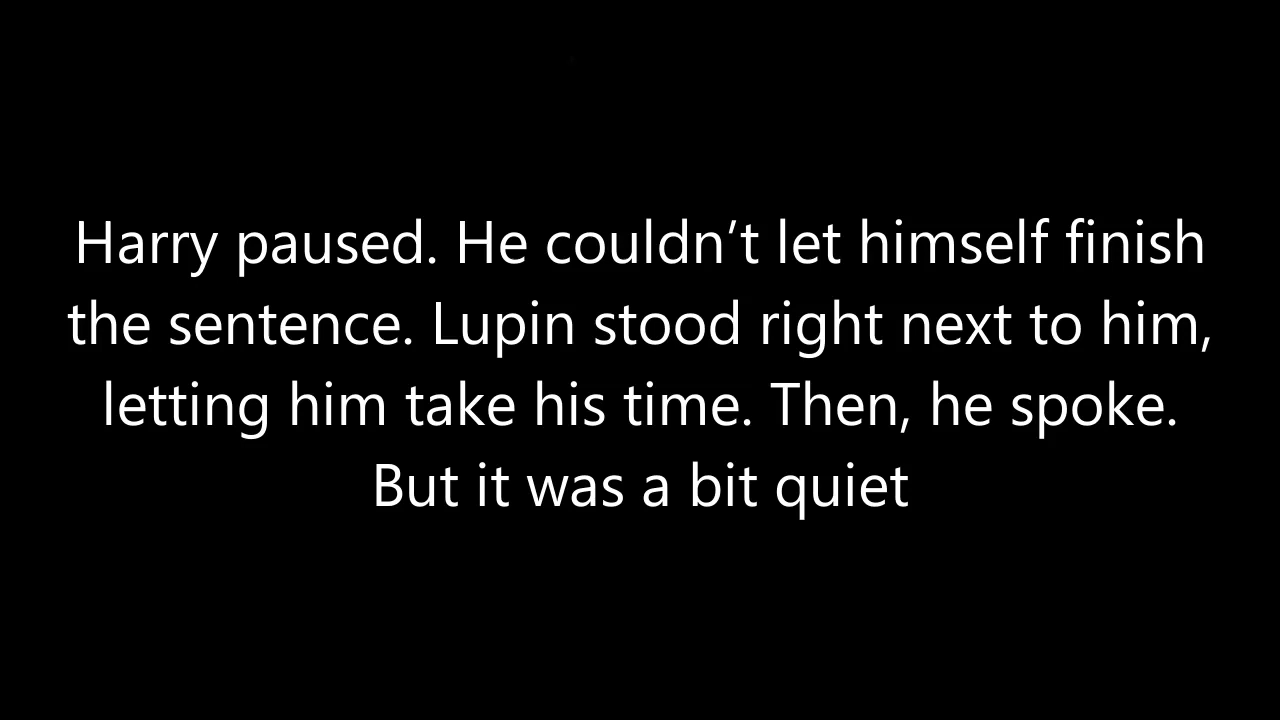 Harry paused. He couldn’t let himself finish
the sentence. Lupin stood right next to him,
letting him take his time. Then, he spoke.
But it was a bit quiet